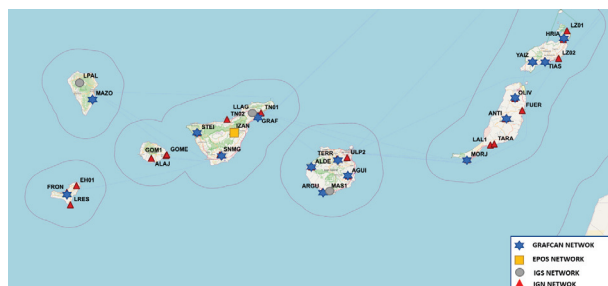 LZ01
HRIA
LZ02
YAIZ
TIAS
LPAL
MAZO
OLIV
LLAG
TN01
TN02
IZAN
GRAF
STEI
ANTI
FUER
SNMG
GOM1
GOME
ALAJ
TERR
ULP2
ALDE
LAL1
TARA
MORJ
AGUI
EH01
FRON
ARGU
MAS1
LRES
GRAFCAN NETWOK
EPOS NETWORK
IGS NETWOK
IGN NETWOK